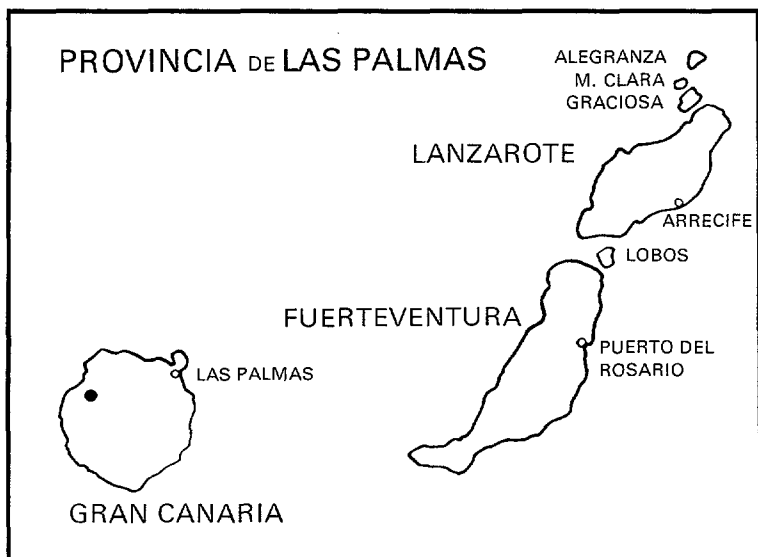 PROVINCIA DE LAS PALMAS
ALEGRANZA
M. CLARA
GRACIOSA
LANZAROTE
ARRECIFE
LOBOS
FUERTEVENTURA
PUERTO DEL
ROSARIO
LAS PALMAS
GRAN CANARIA